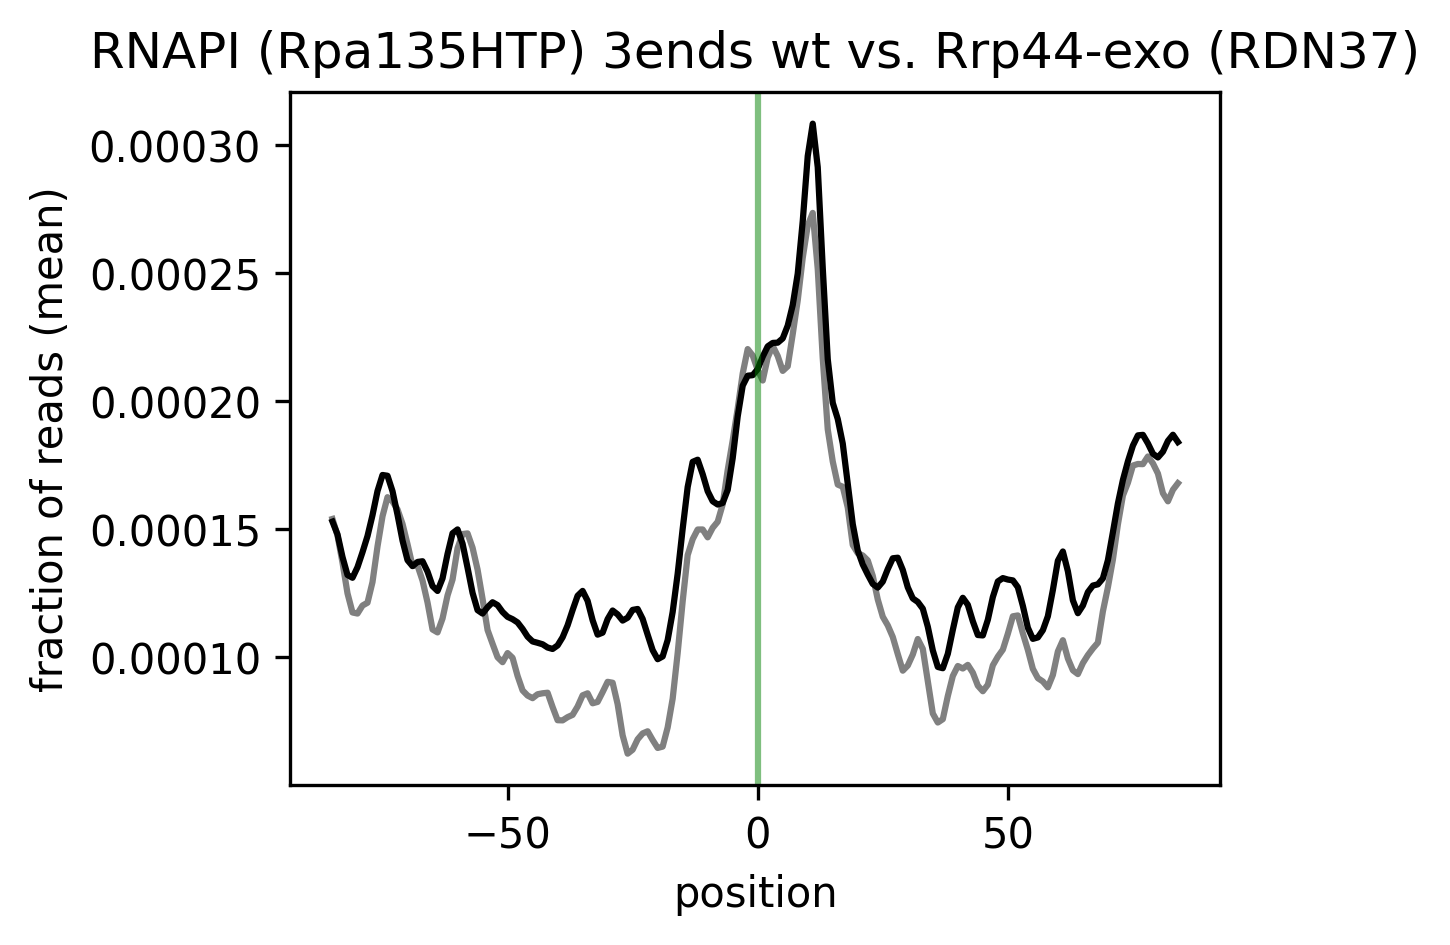 RNAPI (Rpa135HTP) 3ends wt vs. Rrp44-exo (RDN37)
fraction of reads (mean)
0.00030
0.00025
0.00020
0.00015
0.00010
−50
0
50
position